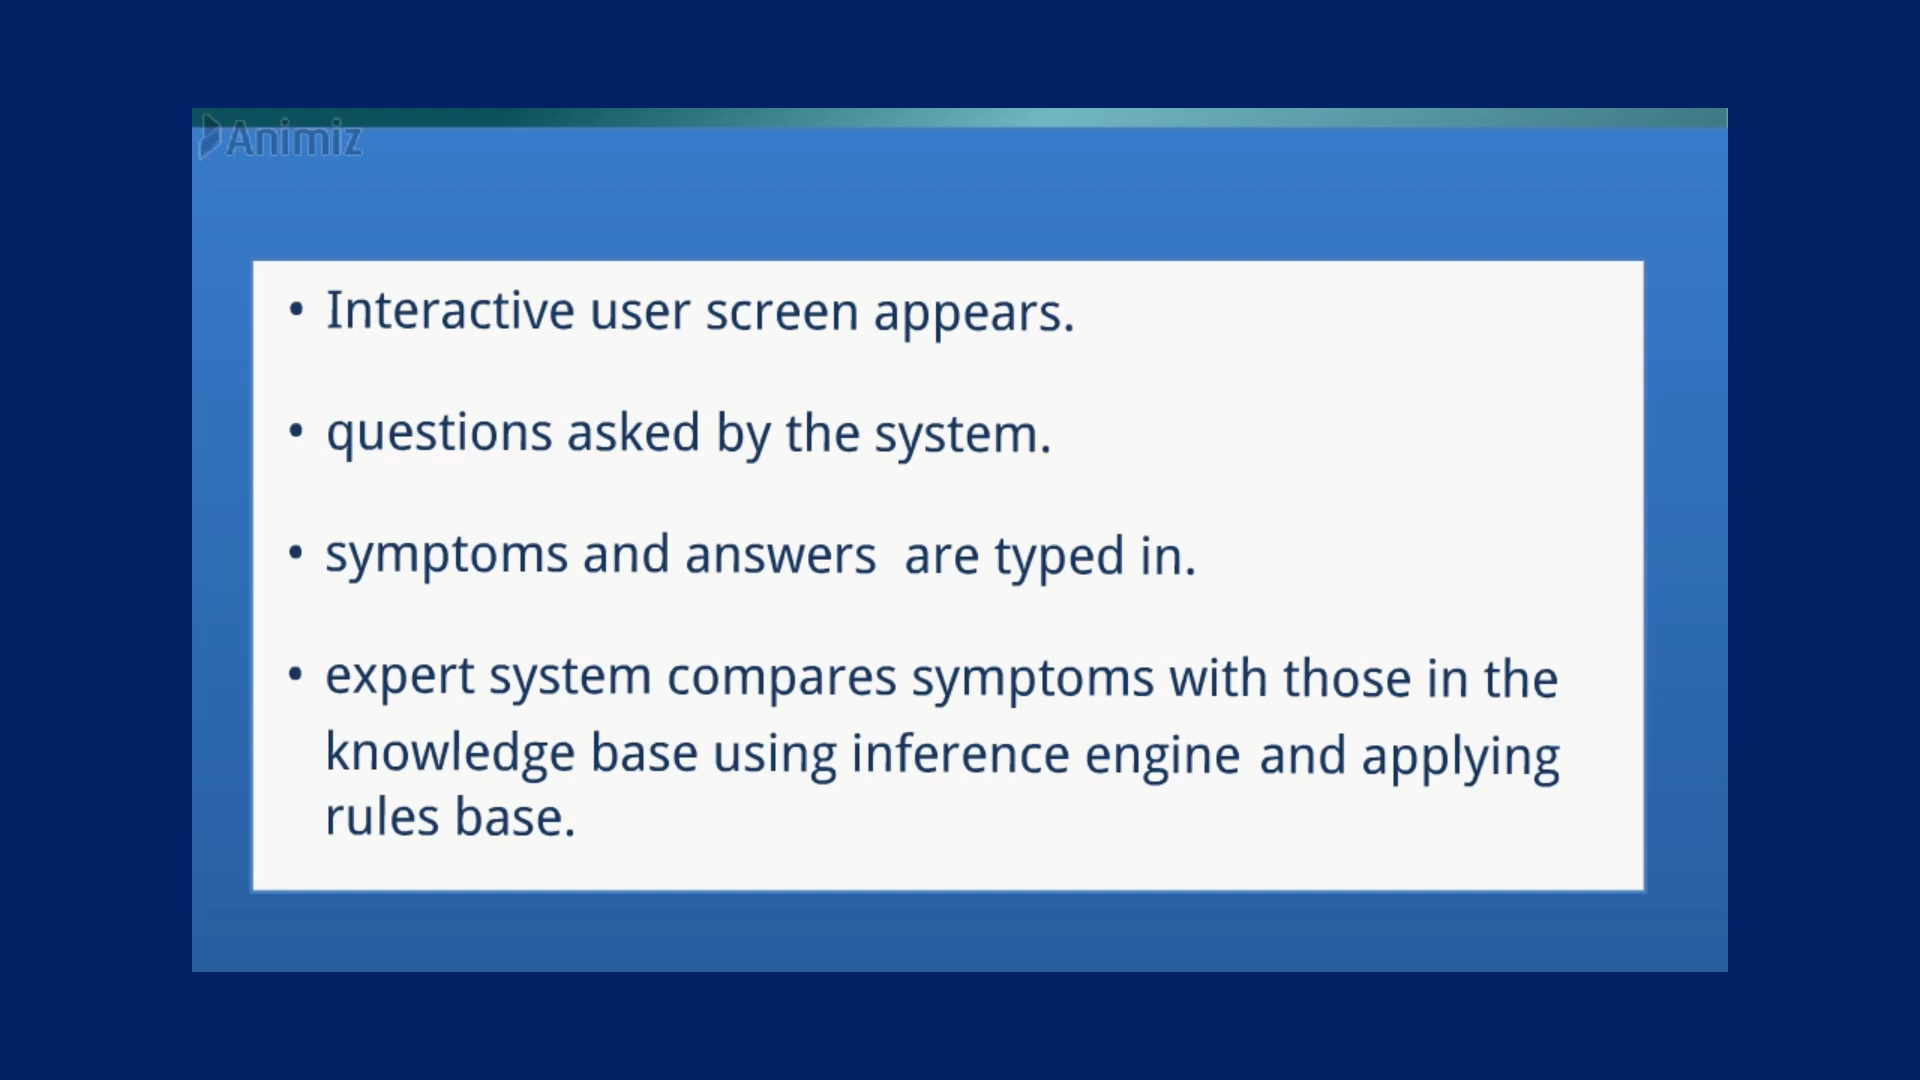 Animiz
• Interactive user screen appears.
• questions asked by the system.
• symptoms and answers  are typed in.
• expert system compares symptoms with those in the
knowledge base using inference engine and applying
rules base.